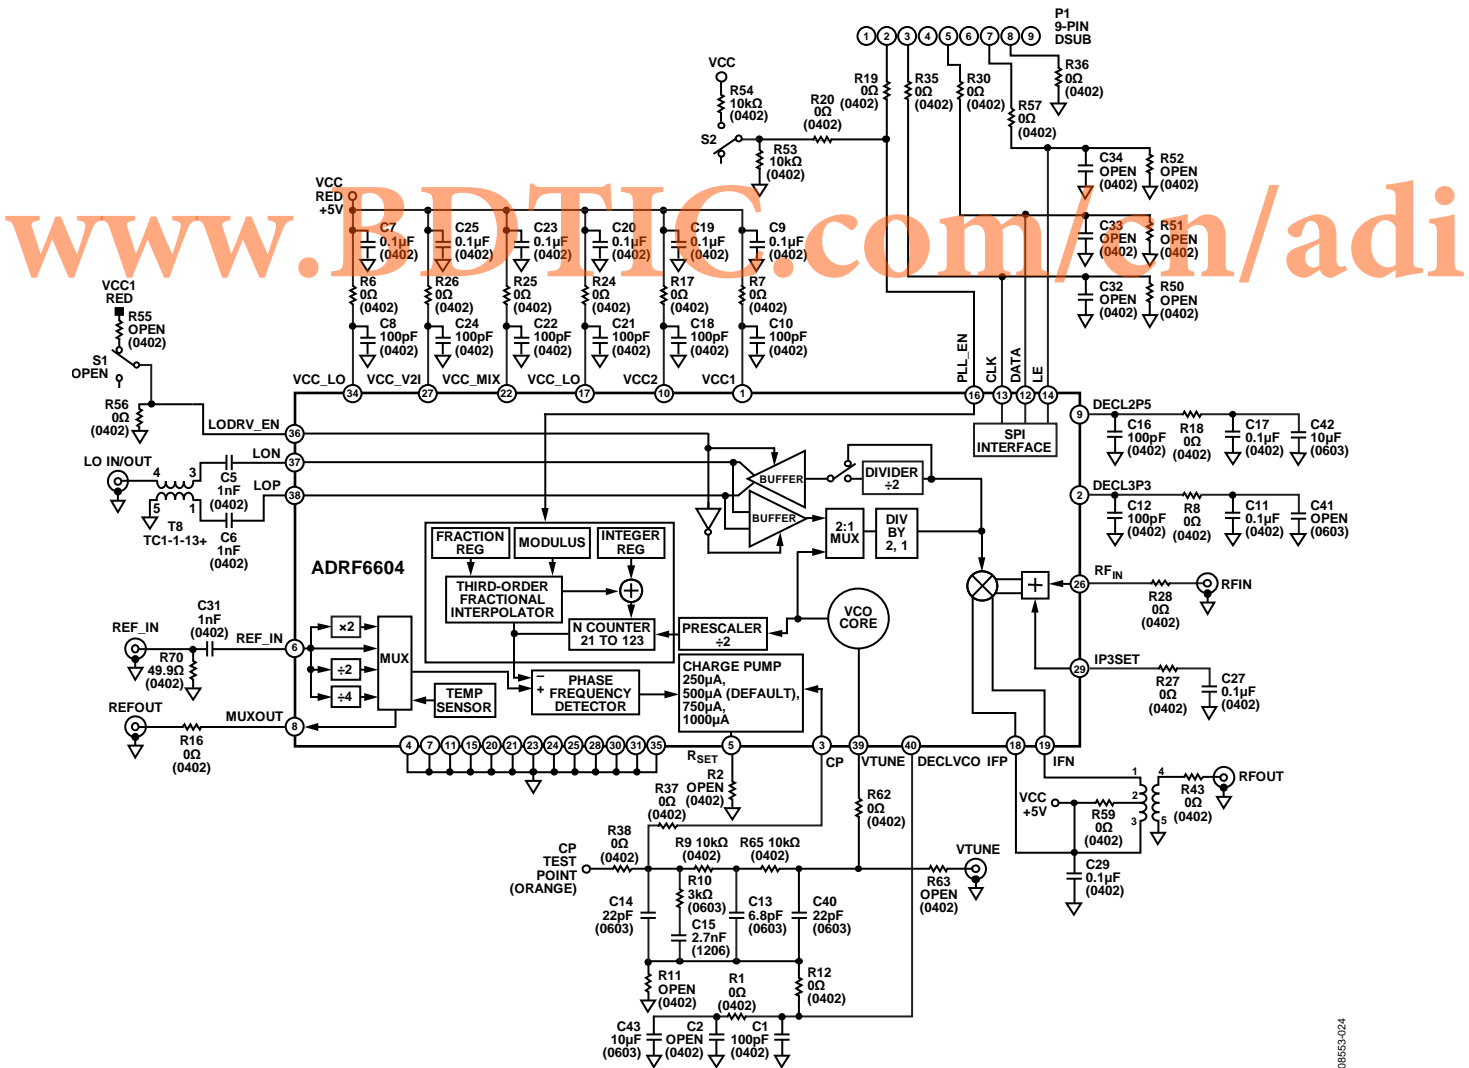 P1
9-PIN
DSUB
1 2 3 4 5 6 7 8 9
R36
0Ω
(0402)
R19
0Ω
(0402)
R35
0Ω
(0402)
R30
0Ω
(0402)
R57
0Ω
(0402)
VCC
R54
10kΩ
(0402)
S2
R53
10kΩ
(0402)
R20
0Ω
(0402)
C34
OPEN
(0402)
R52
OPEN
(0402)
C33
OPEN
(0402)
R51
OPEN
(0402)
C32
OPEN
(0402)
R50
OPEN
(0402)
www.BDTIC.com/cn/adi
VCC
RED
+5V
C7
0.1µF
(0402)
C25
0.1µF
(0402)
C23
0.1µF
(0402)
C20
0.1µF
(0402)
C19
0.1µF
(0402)
C9
0.1µF
(0402)
R6
0Ω
(0402)
R26
0Ω
(0402)
R25
0Ω
(0402)
R24
0Ω
(0402)
R17
0Ω
(0402)
R7
0Ω
(0402)
C8
100pF
(0402)
C24
100pF
(0402)
C22
100pF
(0402)
C21
100pF
(0402)
C18
100pF
(0402)
C10
100pF
(0402)
VCC1
RED
R55
OPEN
(0402)
S1
OPEN
R56
0Ω
(0402)
VCC_LO
34
VCC_V2I
27
VCC_MIX
22
VCC_LO
17
VCC2
10
VCC1
1
PLL_EN
16
CLK
13
DATA
12
LE
14
SPI
INTERFACE
LODRV_EN
36
LON
37
LOP
38
LO IN/OUT
4
3
5
1
T8
TC1-1-13+
C5
1nF
(0402)
C6
1nF
(0402)
9
DECL2P5
C16
100pF
(0402)
R18
0Ω
(0402)
C17
0.1µF
(0402)
C42
10µF
(0603)
2
DECL3P3
C12
100pF
(0402)
R8
0Ω
(0402)
C11
0.1µF
(0402)
C41
OPEN
(0603)
BUFFER
BUFFER
DIVIDER
÷2
2:1
MUX
DIV
BY
2, 1
ADRF6604
FRACTION
REG
MODULUS
INTEGER
REG
THIRD-ORDER
FRACTIONAL
INTERPOLATOR
+
N COUNTER
21 TO 123
PRESCALER
÷2
VCO
CORE
+
26
RFIN
R28
0Ω
(0402)
RFIN
29
IP3SET
R27
0Ω
(0402)
C27
0.1µF
(0402)
REF_IN
C31
1nF
(0402)
R70
49.9Ω
(0402)
REF_IN
6
×2
÷2
÷4
MUX
TEMP
SENSOR
−
+
PHASE
FREQUENCY
DETECTOR
CHARGE PUMP
250µA,
500µA (DEFAULT),
750µA,
1000µA
REFOUT
R16
0Ω
(0402)
MUXOUT
8
4 7 11 15 20 21 23 24 25 28 30 31 35
5
RSET
R2
OPEN
(0402)
3
CP
39
VTUNE
40
DECLVCO
18
IFP
19
IFN
R37
0Ω
(0402)
R62
0Ω
(0402)
R38
0Ω
(0402)
CP
TEST
POINT
(ORANGE)
R9 10kΩ
(0402)
R65 10kΩ
(0402)
R10
3kΩ
(0603)
C14
22pF
(0603)
C15
2.7nF
(1206)
C13
6.8pF
(0603)
C40
22pF
(0603)
R63
OPEN
(0402)
VTUNE
VCC
+5V
R59
0Ω
(0402)
C29
0.1µF
(0402)
1
2
3
4
5
R43
0Ω
(0402)
RFOUT
R11
OPEN
(0402)
R12
0Ω
(0402)
R1
0Ω
(0402)
C43
10µF
(0603)
C2
OPEN
(0402)
C1
100pF
(0402)
08553-024